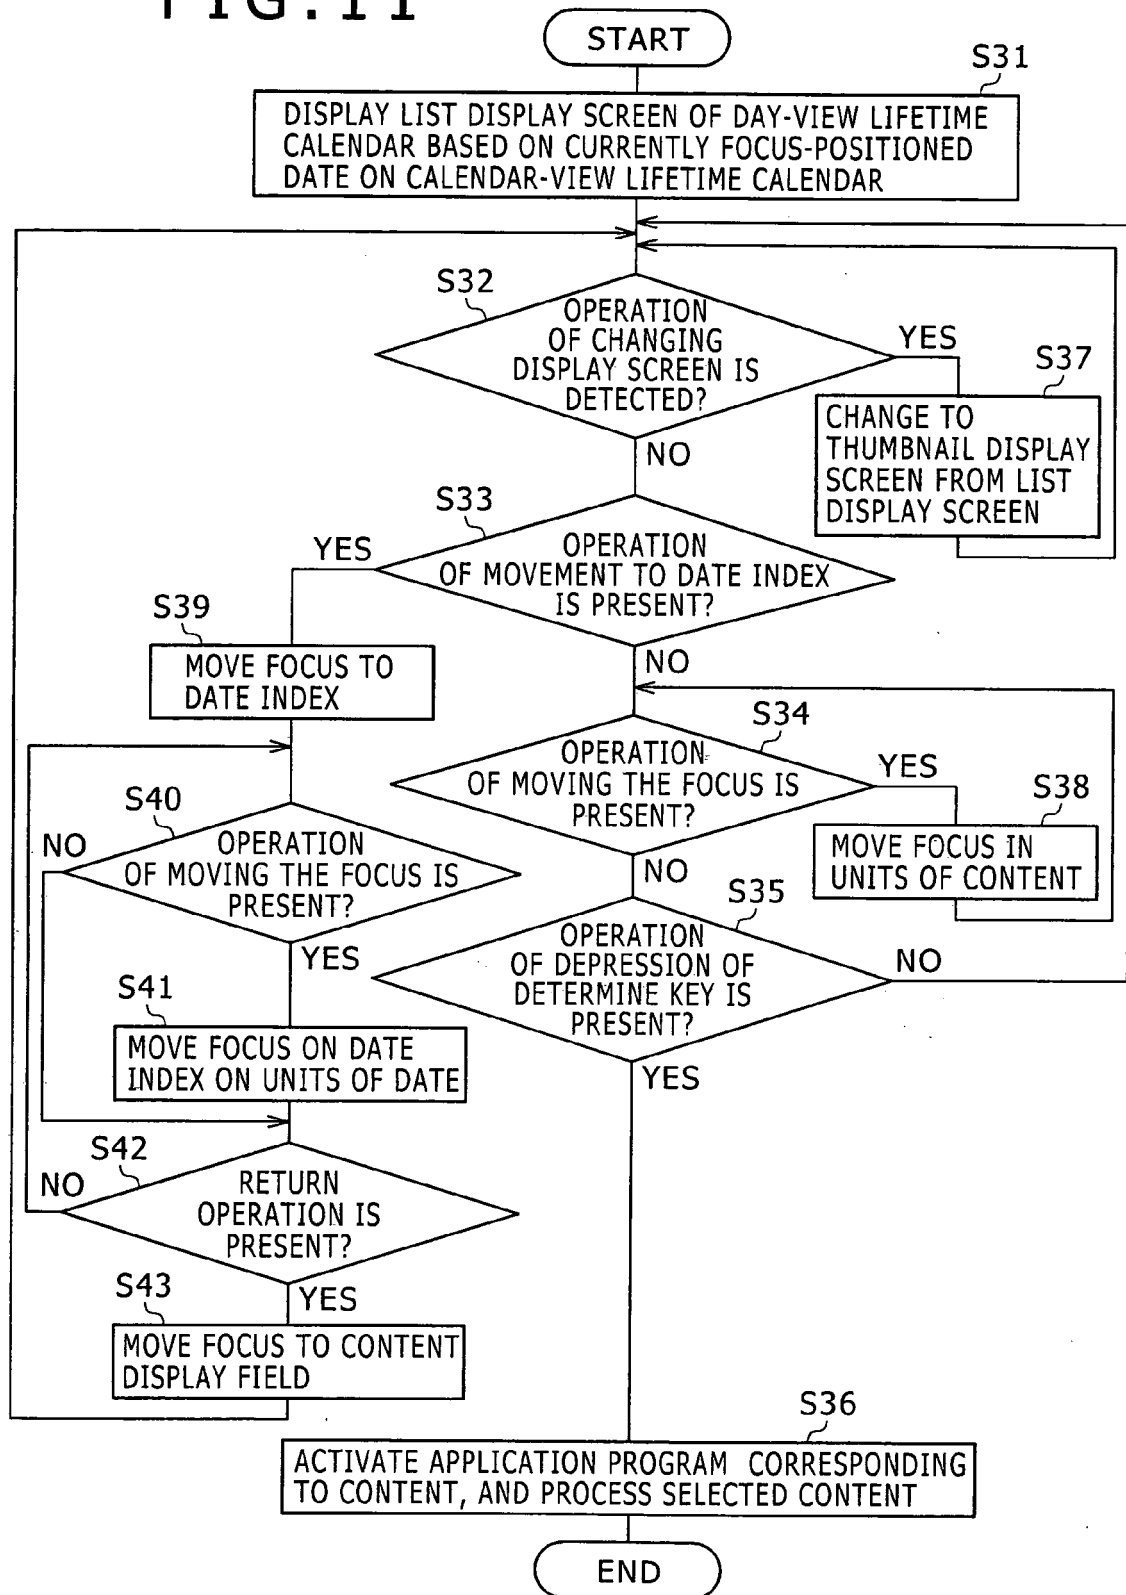 FIG.11
START
S31
DISPLAY LIST DISPLAY SCREEN OF DAY-VIEW LIFETIME
CALENDAR BASED ON CURRENTLY FOCUS-POSITIONED
DATE ON CALENDAR-VIEW LIFETIME CALENDAR
S32
OPERATION
OF CHANGING
DISPLAY SCREEN IS
DETECTED?
YES
NO
S37
CHANGE TO
THUMBNAIL DISPLAY
SCREEN FROM LIST
DISPLAY SCREEN
S33
OPERATION
OF MOVEMENT TO DATE INDEX
IS PRESENT?
YES
NO
S39
MOVE FOCUS TO
DATE INDEX
S34
OPERATION
OF MOVING THE FOCUS IS
PRESENT?
YES
NO
S38
MOVE FOCUS IN
UNITS OF CONTENT
S40
OPERATION
OF MOVING THE FOCUS IS
PRESENT?
NO
YES
S35
OPERATION
OF DEPRESSION OF
DETERMINE KEY IS
PRESENT?
NO
YES
S41
MOVE FOCUS ON DATE
INDEX ON UNITS OF DATE
S42
RETURN
OPERATION IS
PRESENT?
NO
YES
S43
MOVE FOCUS TO CONTENT
DISPLAY FIELD
S36
ACTIVATE APPLICATION PROGRAM CORRESPONDING
TO CONTENT, AND PROCESS SELECTED CONTENT
END